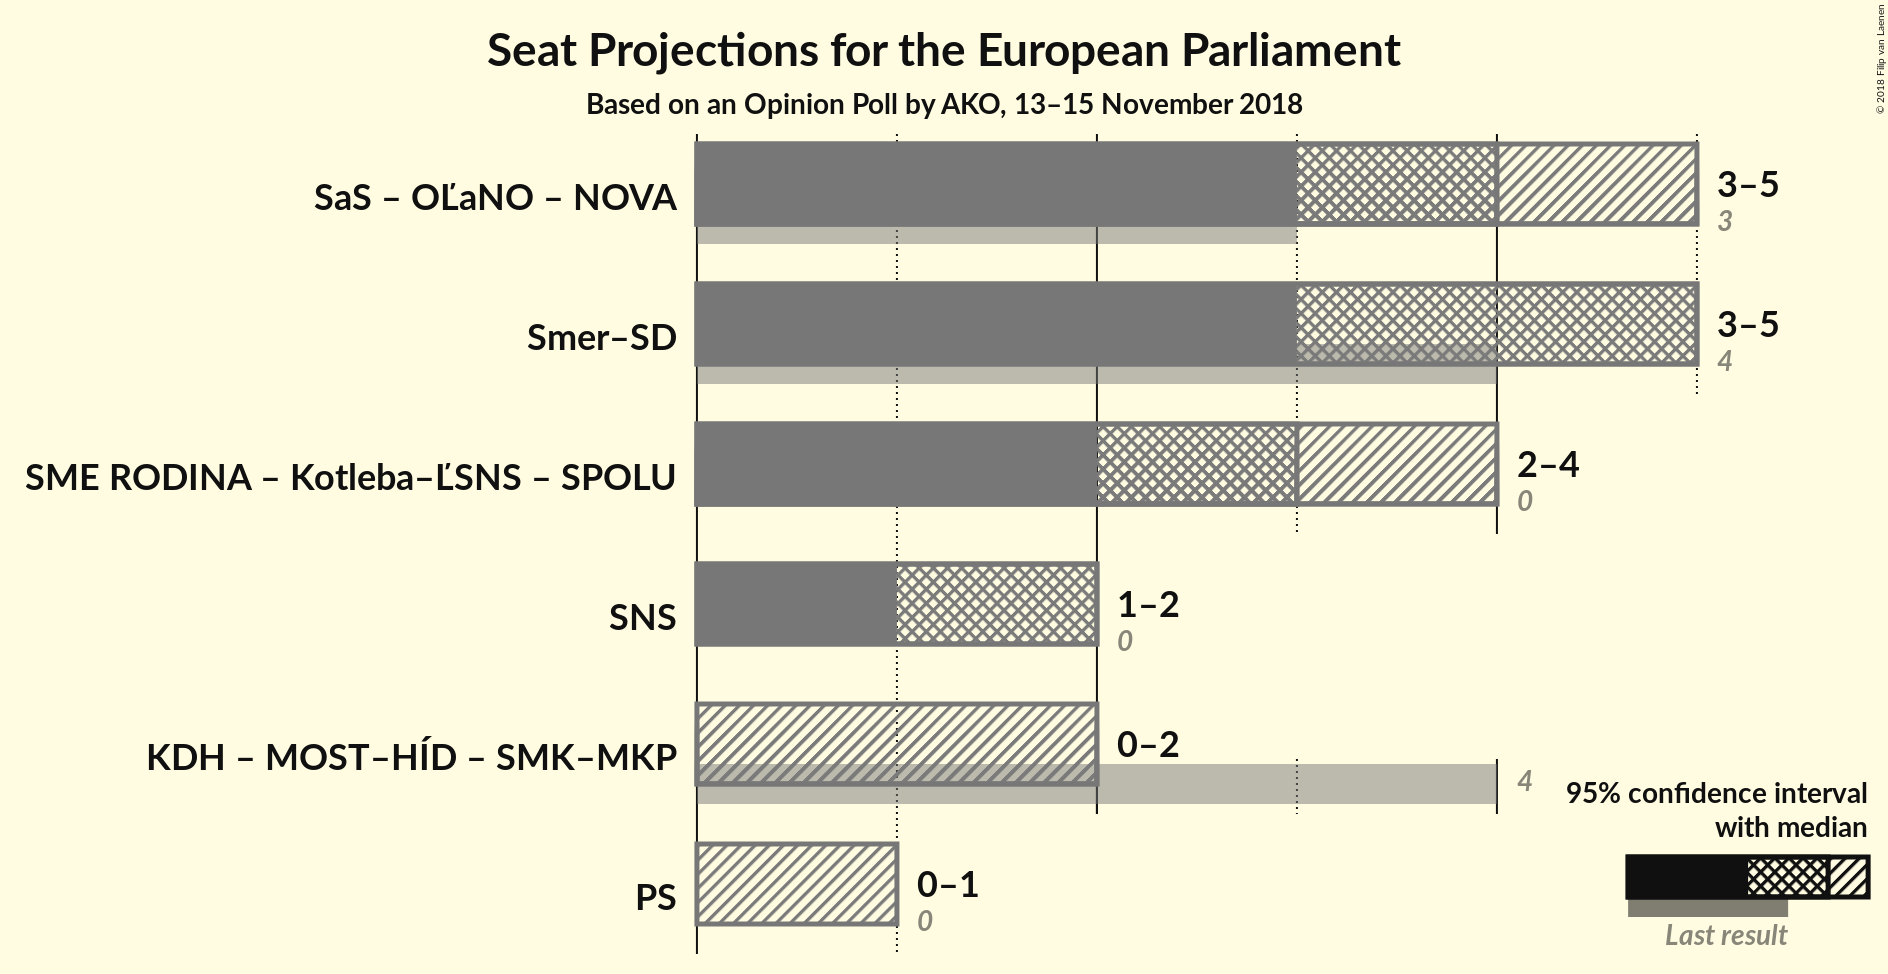 Seat Projections for the European Parliament
Based on an Opinion Poll by AKO, 13–15 November 2018
© 2018 Filip van Laenen
SaS – OĽaNO – NOVA
3–5
3
Smer–SD
3–5
4
SME RODINA – Kotleba–ĽSNS – SPOLU
2–4
0
SNS
1–2
0
KDH – MOST–HÍD – SMK–MKP
0–2
4
PS
0–1
0
95% confidence interval
with median
Last result